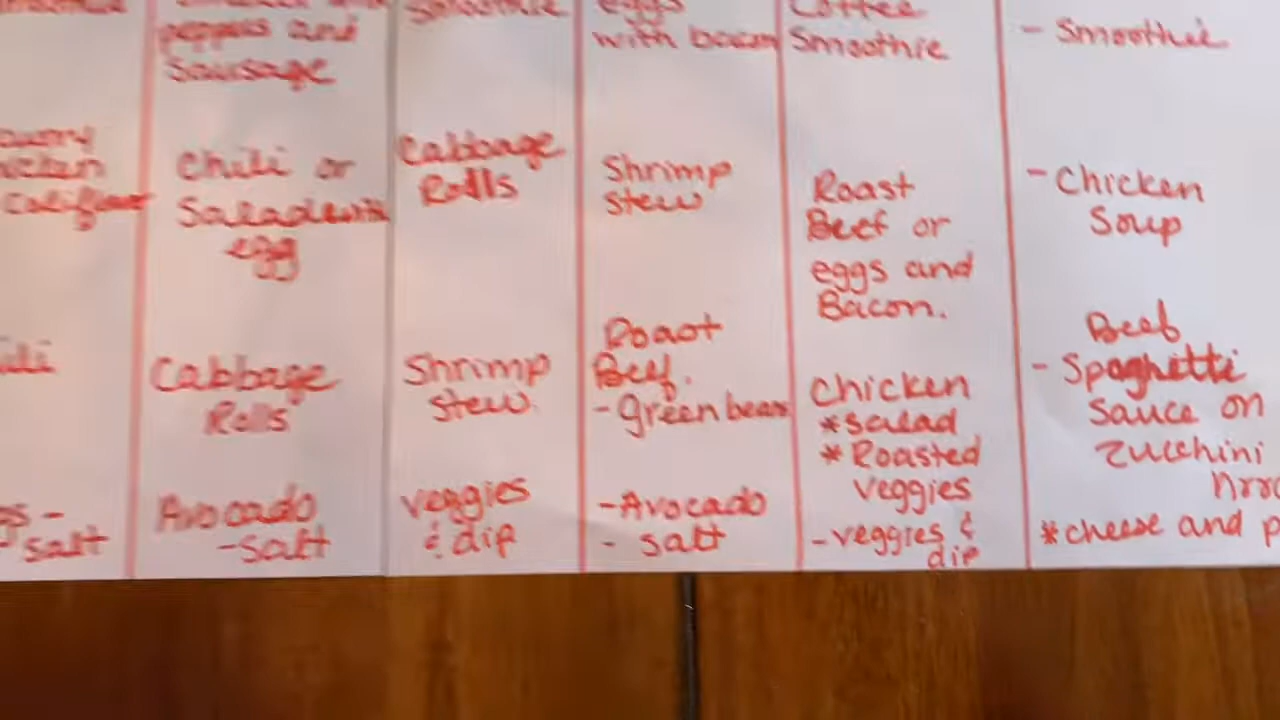 peppers and
Sausage
Chili or
Salad with
egg
Cabbage
Rolls
Avocado
-Salt
Smoothie
Cabbage
Rolls
Shrimp
Stew
veggies
& dip
eggs
with bacon
Shrimp
Stew
Roast
Beef.
- green beans
- Avocado
- Salt
Coffee
Smoothie
Roast
Beef or
eggs and
Bacon.
Chicken
*salad
* Roasted
veggies
- veggies &
dip
- Smoothie
- Chicken
Soup
Beef
- Spaghetti
Sauce on
Zucchini
*cheese and